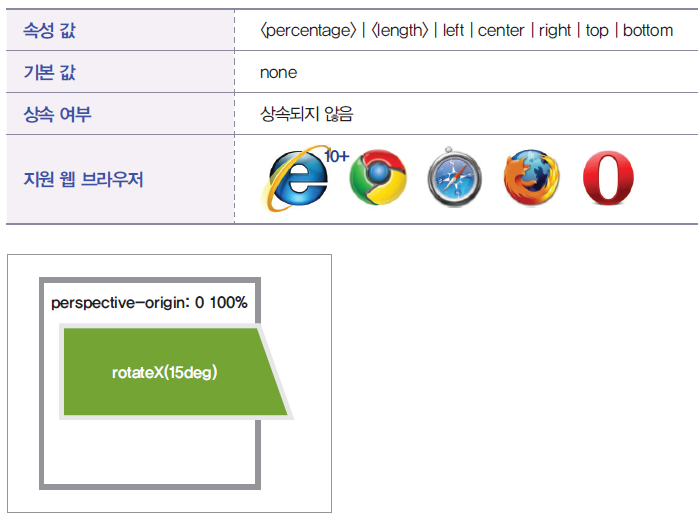 속성 값 〈percentage〉 | 〈length〉 | left | center | right | top | bottom
기본 값 none
상속 여부 상속되지 않음
지원 웹 브라우저 10+
perspective-origin: 0 100%
rotateX(15deg)